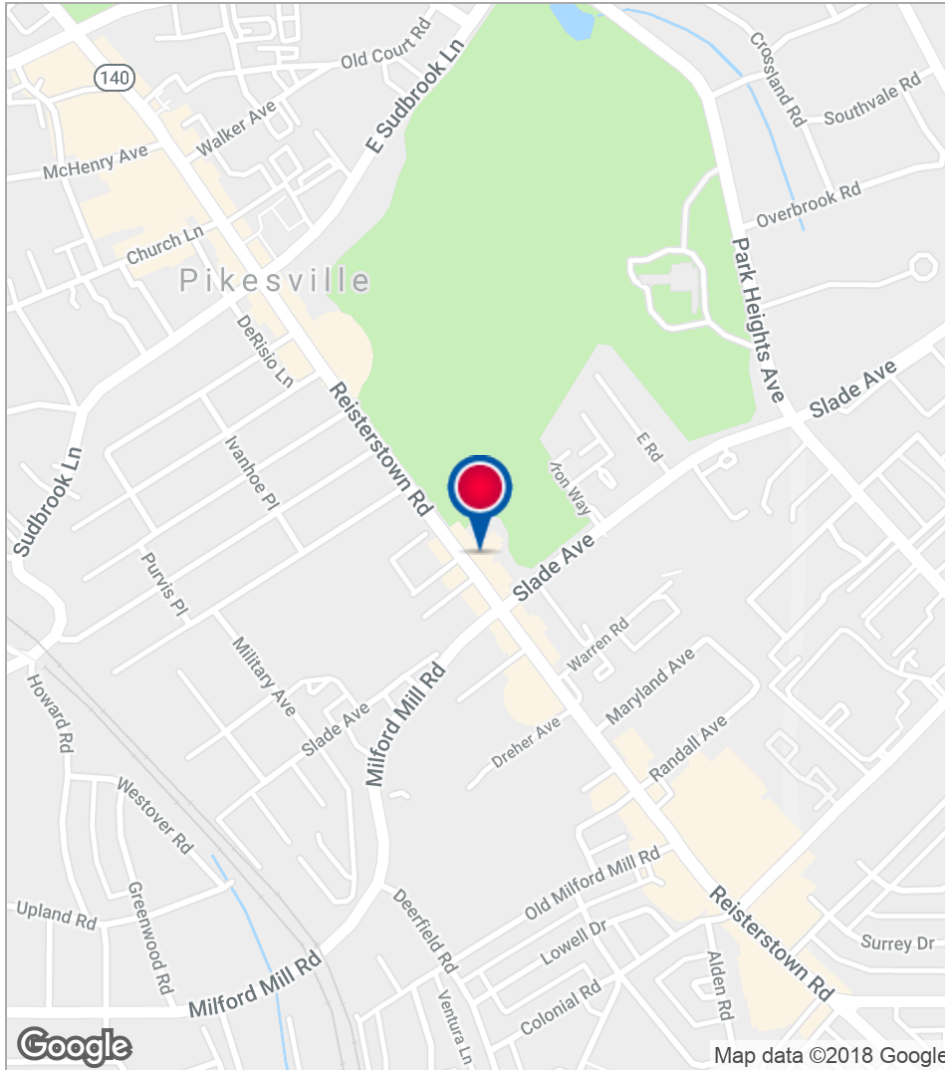 Old Court Rd
E Sudbrook Ln
Crossland Rd
Southvale Rd
140
Walker Ave
McHenry Ave
Overbrook Rd
Church Ln
Park Heights Ave
Pikesville
DeRisio Ln
Slade Ave
Reisterstown Rd
Ivanhoe Pl
E Rd
Sudbrook Ln
Way
Slade Ave
Purvis Pl
Military Ave
Warren Rd
Maryland Ave
Howard Rd
Slade Ave
Milford Mill Rd
Dreher Ave
Randall Ave
Westover Rd
Old Milford Mill Rd
Upland Rd
Greenwood Rd
Deerfield Rd
Lowell Dr
Reisterstown Rd
Surrey Dr
Alden Rd
Milford Mill Rd
Ventura Ln
Colonial Rd
Google
Map data ©2018 Google